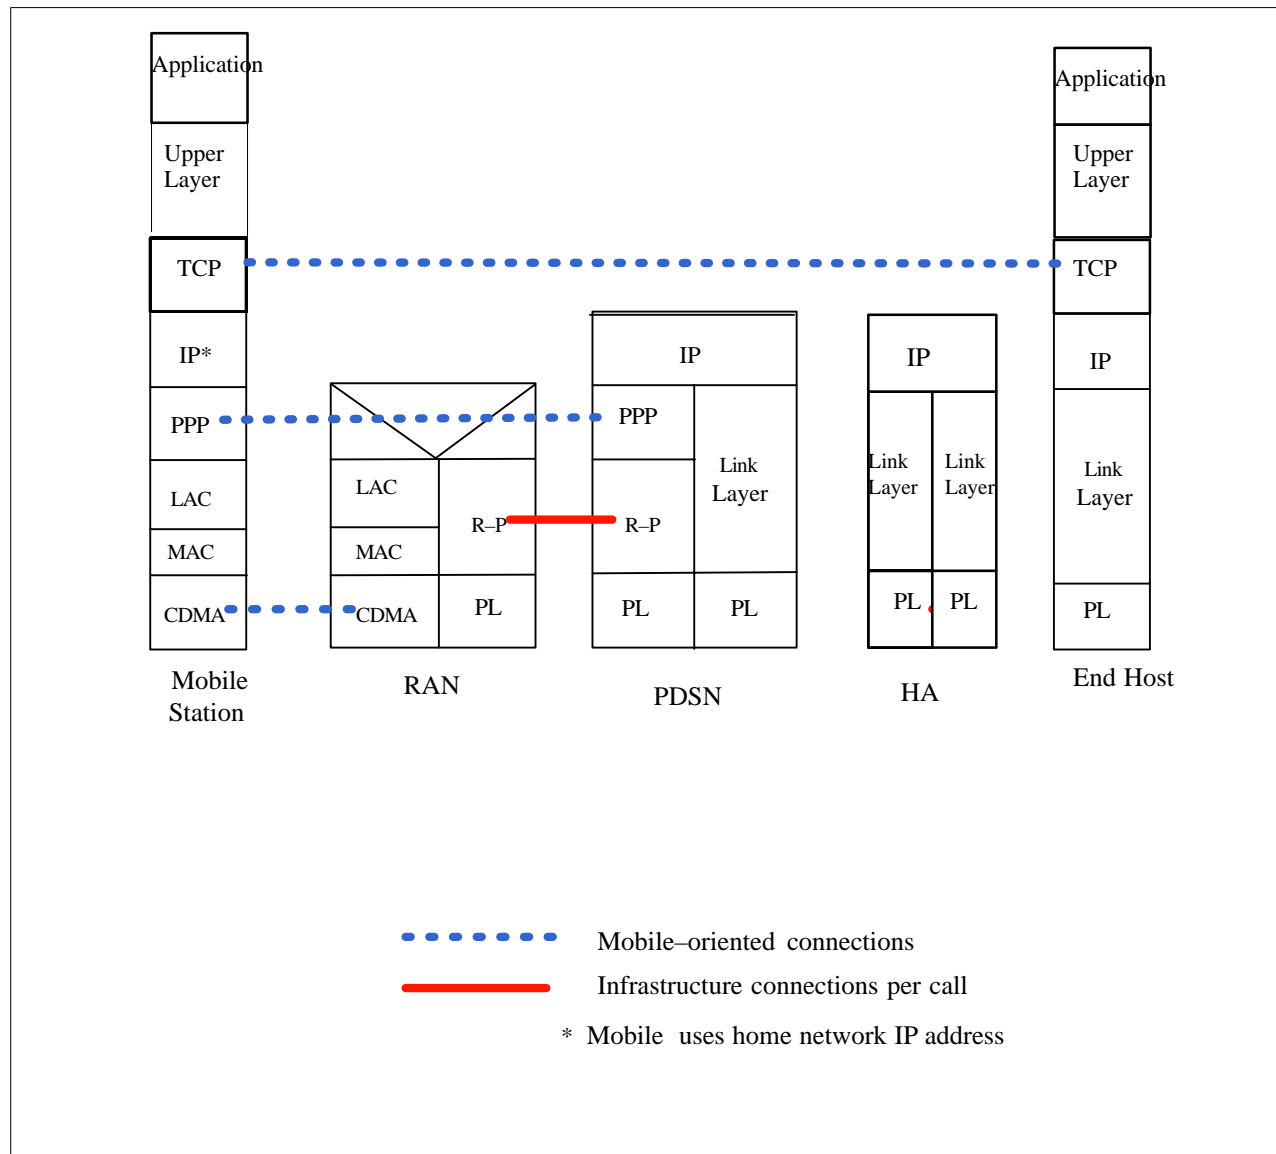 Application
Upper
Layer
TCP
IP*
PPP
LAC
MAC
CDMA
Mobile
Station
LAC
MAC
CDMA
R–P
PL
RAN
IP
PPP
R–P
PL
Link
Layer
PL
PDSN
IP
Link
Layer
PL
Link
Layer
PL
HA
Application
Upper
Layer
TCP
IP
Link
Layer
PL
End Host
Mobile–oriented connections
Infrastructure connections per call
* Mobile uses home network IP address